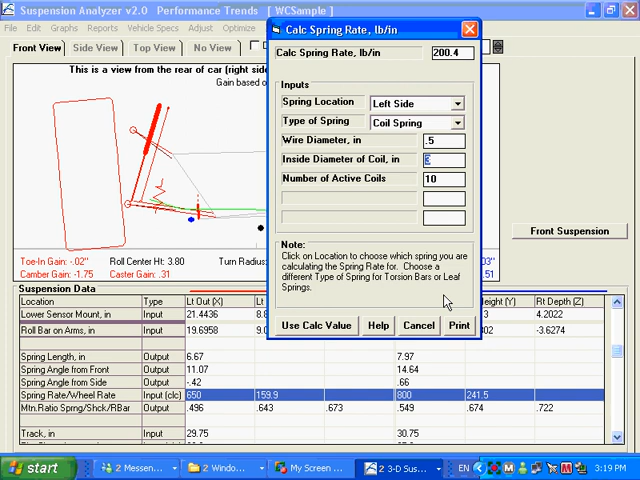 Suspension Analyzer v2.0   Performance Trends   [ WCSample ]
File Edit Graphs Reports Vehicle Specs Adjust Optimize
Front View Side View Top View No View
This is a view from the rear of car (right side
Gain based o
Toe-In Gain: -.02" Roll Center Ht: 3.80 Turn Radius: .03"
Camber Gain: -1.75 Caster Gain: .31 .51
Front Suspension
Calc Spring Rate, lb/in
Calc Spring Rate, lb/in 200.4
Inputs
Spring Location Left Side
Type of Spring Coil Spring
Wire Diameter, in .5
Inside Diameter of Coil, in 3
Number of Active Coils 10
Note:
Click on Location to choose which spring you are
calculating the Spring Rate for. Choose a
different Type of Spring for Torsion Bars or Leaf
Springs.
Use Calc Value Help Cancel Print
Suspension Data
Location Type Lt Out (X) Lt Height (Y) Rt Depth (Z)
Lower Sensor Mount, in Input 21.4436 8.8 3 4.2022
Roll Bar on Arms, in Input 19.6958 9.0 302 -3.6274
Spring Length, in Output 6.67 7.97
Spring Angle from Front Output 11.07 14.64
Spring Angle from Side Output -.42 .66
Spring Rate/Wheel Rate Input (clc) 650 159.9 800 241.5
Mtn.Ratio Sprng/Shck/RBar Output .496 .643 .673 .549 .674 .722
Track, in Input 29.75 30.75
start 2 Messen... 2 Window... My Screen ... 2 3-D Sus... EN 3:19 PM